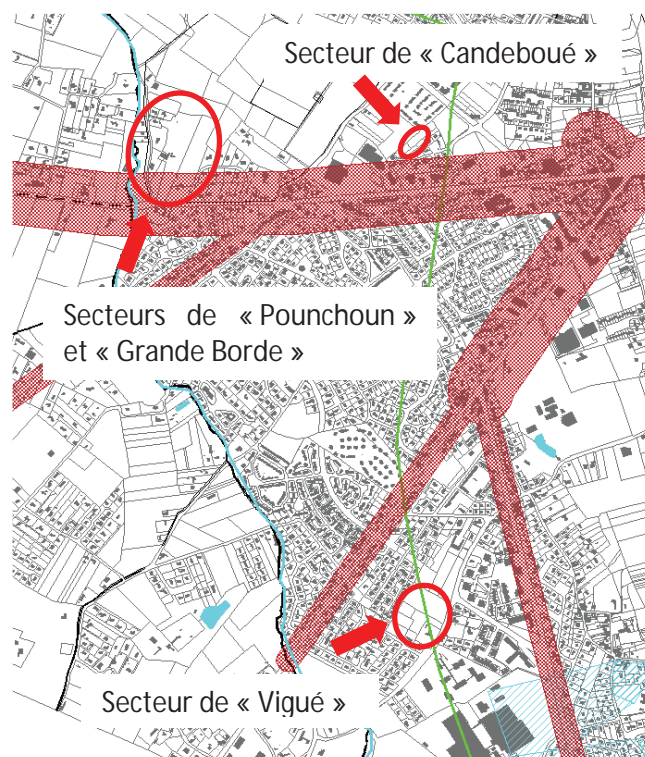 Secteur de « Candeboué »
Secteurs de « Pounchoun »
et « Grande Borde »
Secteur de « Vigué »